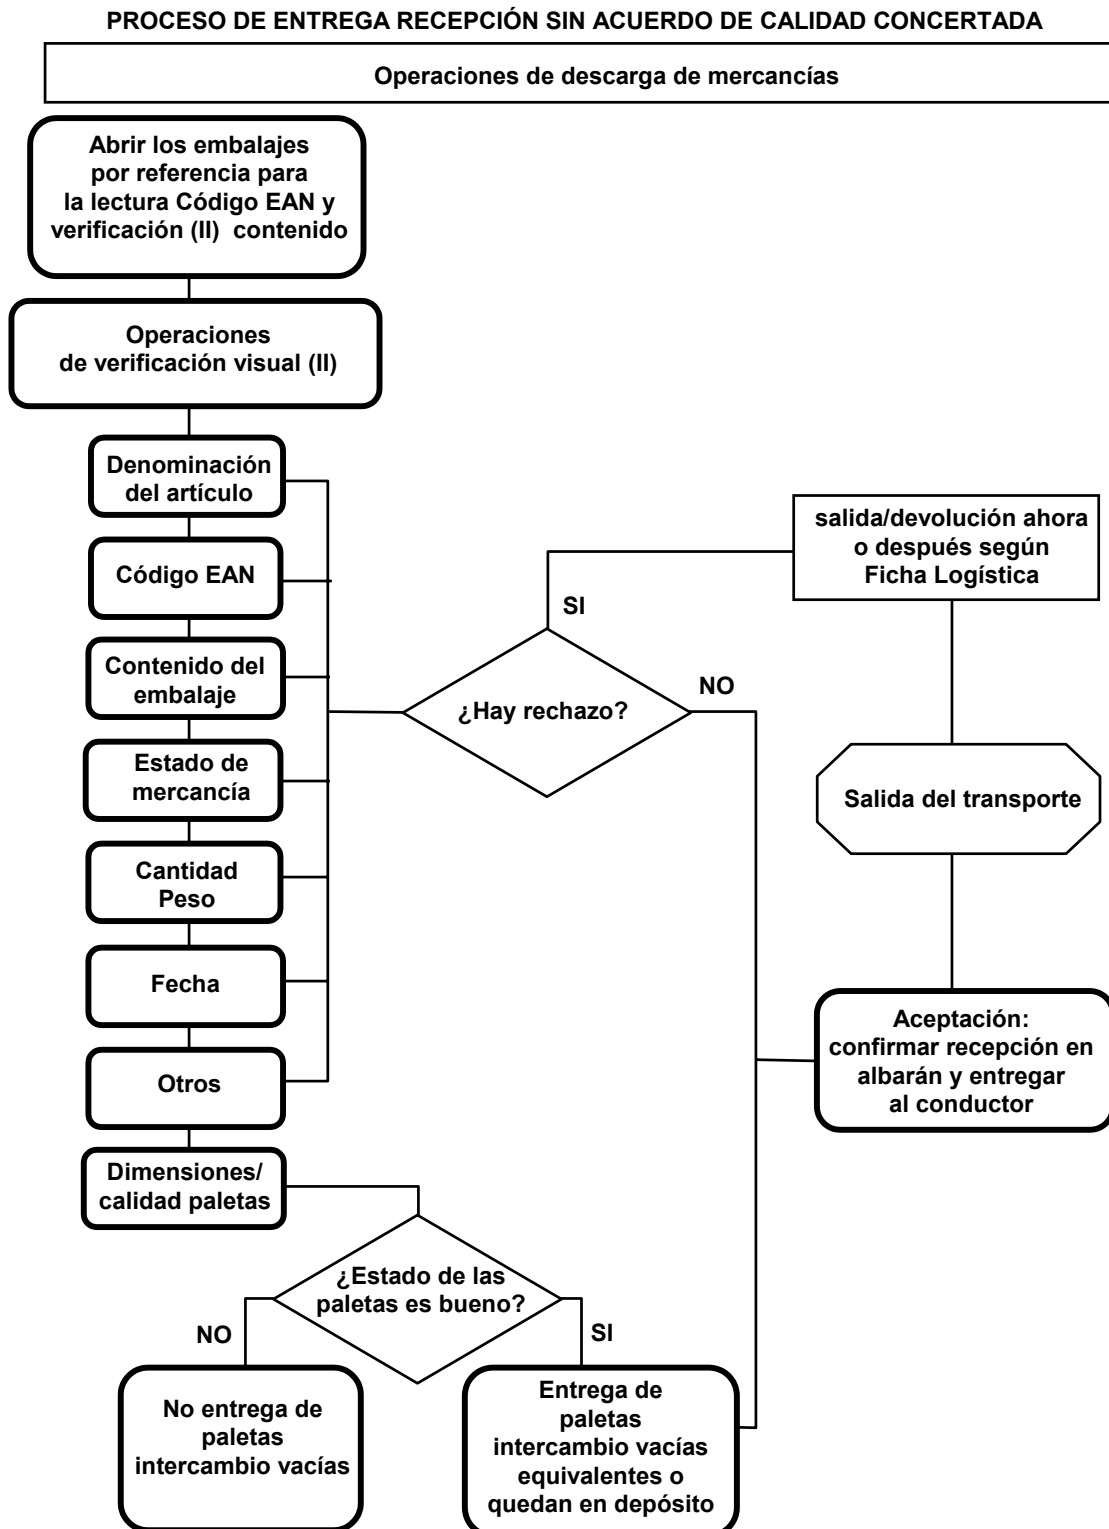 PROCESO DE ENTREGA RECEPCIÓN SIN ACUERDO DE CALIDAD CONCERTADA
Operaciones de descarga de mercancías
Abrir los embalajes
por referencia para
la lectura Código EAN y
verificación (II) contenido
Operaciones
de verificación visual (II)
Denominación
del artículo
Código EAN
Contenido del
embalaje
Estado de
mercancía
Cantidad
Peso
Fecha
Otros
Dimensiones/
calidad paletas
¿Hay rechazo?
SI
NO
salida/devolución ahora
o después según
Ficha Logística
Salida del transporte
Aceptación:
confirmar recepción en
albarán y entregar
al conductor
¿Estado de las
paletas es bueno?
NO
SI
No entrega de
paletas
intercambio vacías
Entrega de
paletas
intercambio vacías
equivalentes o
quedan en depósito